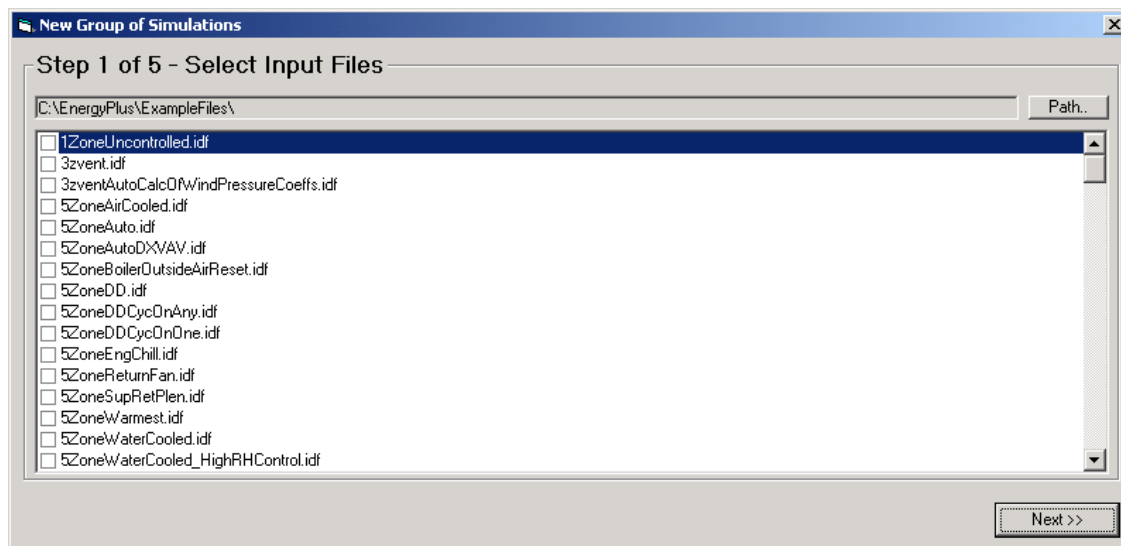 New Group of Simulations
Step 1 of 5 - Select Input Files
C:\EnergyPlus\ExampleFiles\
Path..
1ZoneUncontrolled.idf
3zvent.idf
3zventAutoCalcOfWindPressureCoeffs.idf
5ZoneAirCooled.idf
5ZoneAuto.idf
5ZoneAutoDXVAV.idf
5ZoneBoilerOutsideAirReset.idf
5ZoneDD.idf
5ZoneDDCycOnAny.idf
5ZoneDDCycOnOne.idf
5ZoneEngChill.idf
5ZoneReturnFan.idf
5ZoneSupRetPlen.idf
5ZoneWarmest.idf
5ZoneWaterCooled.idf
5ZoneWaterCooled_HighRHControl.idf
Next >>